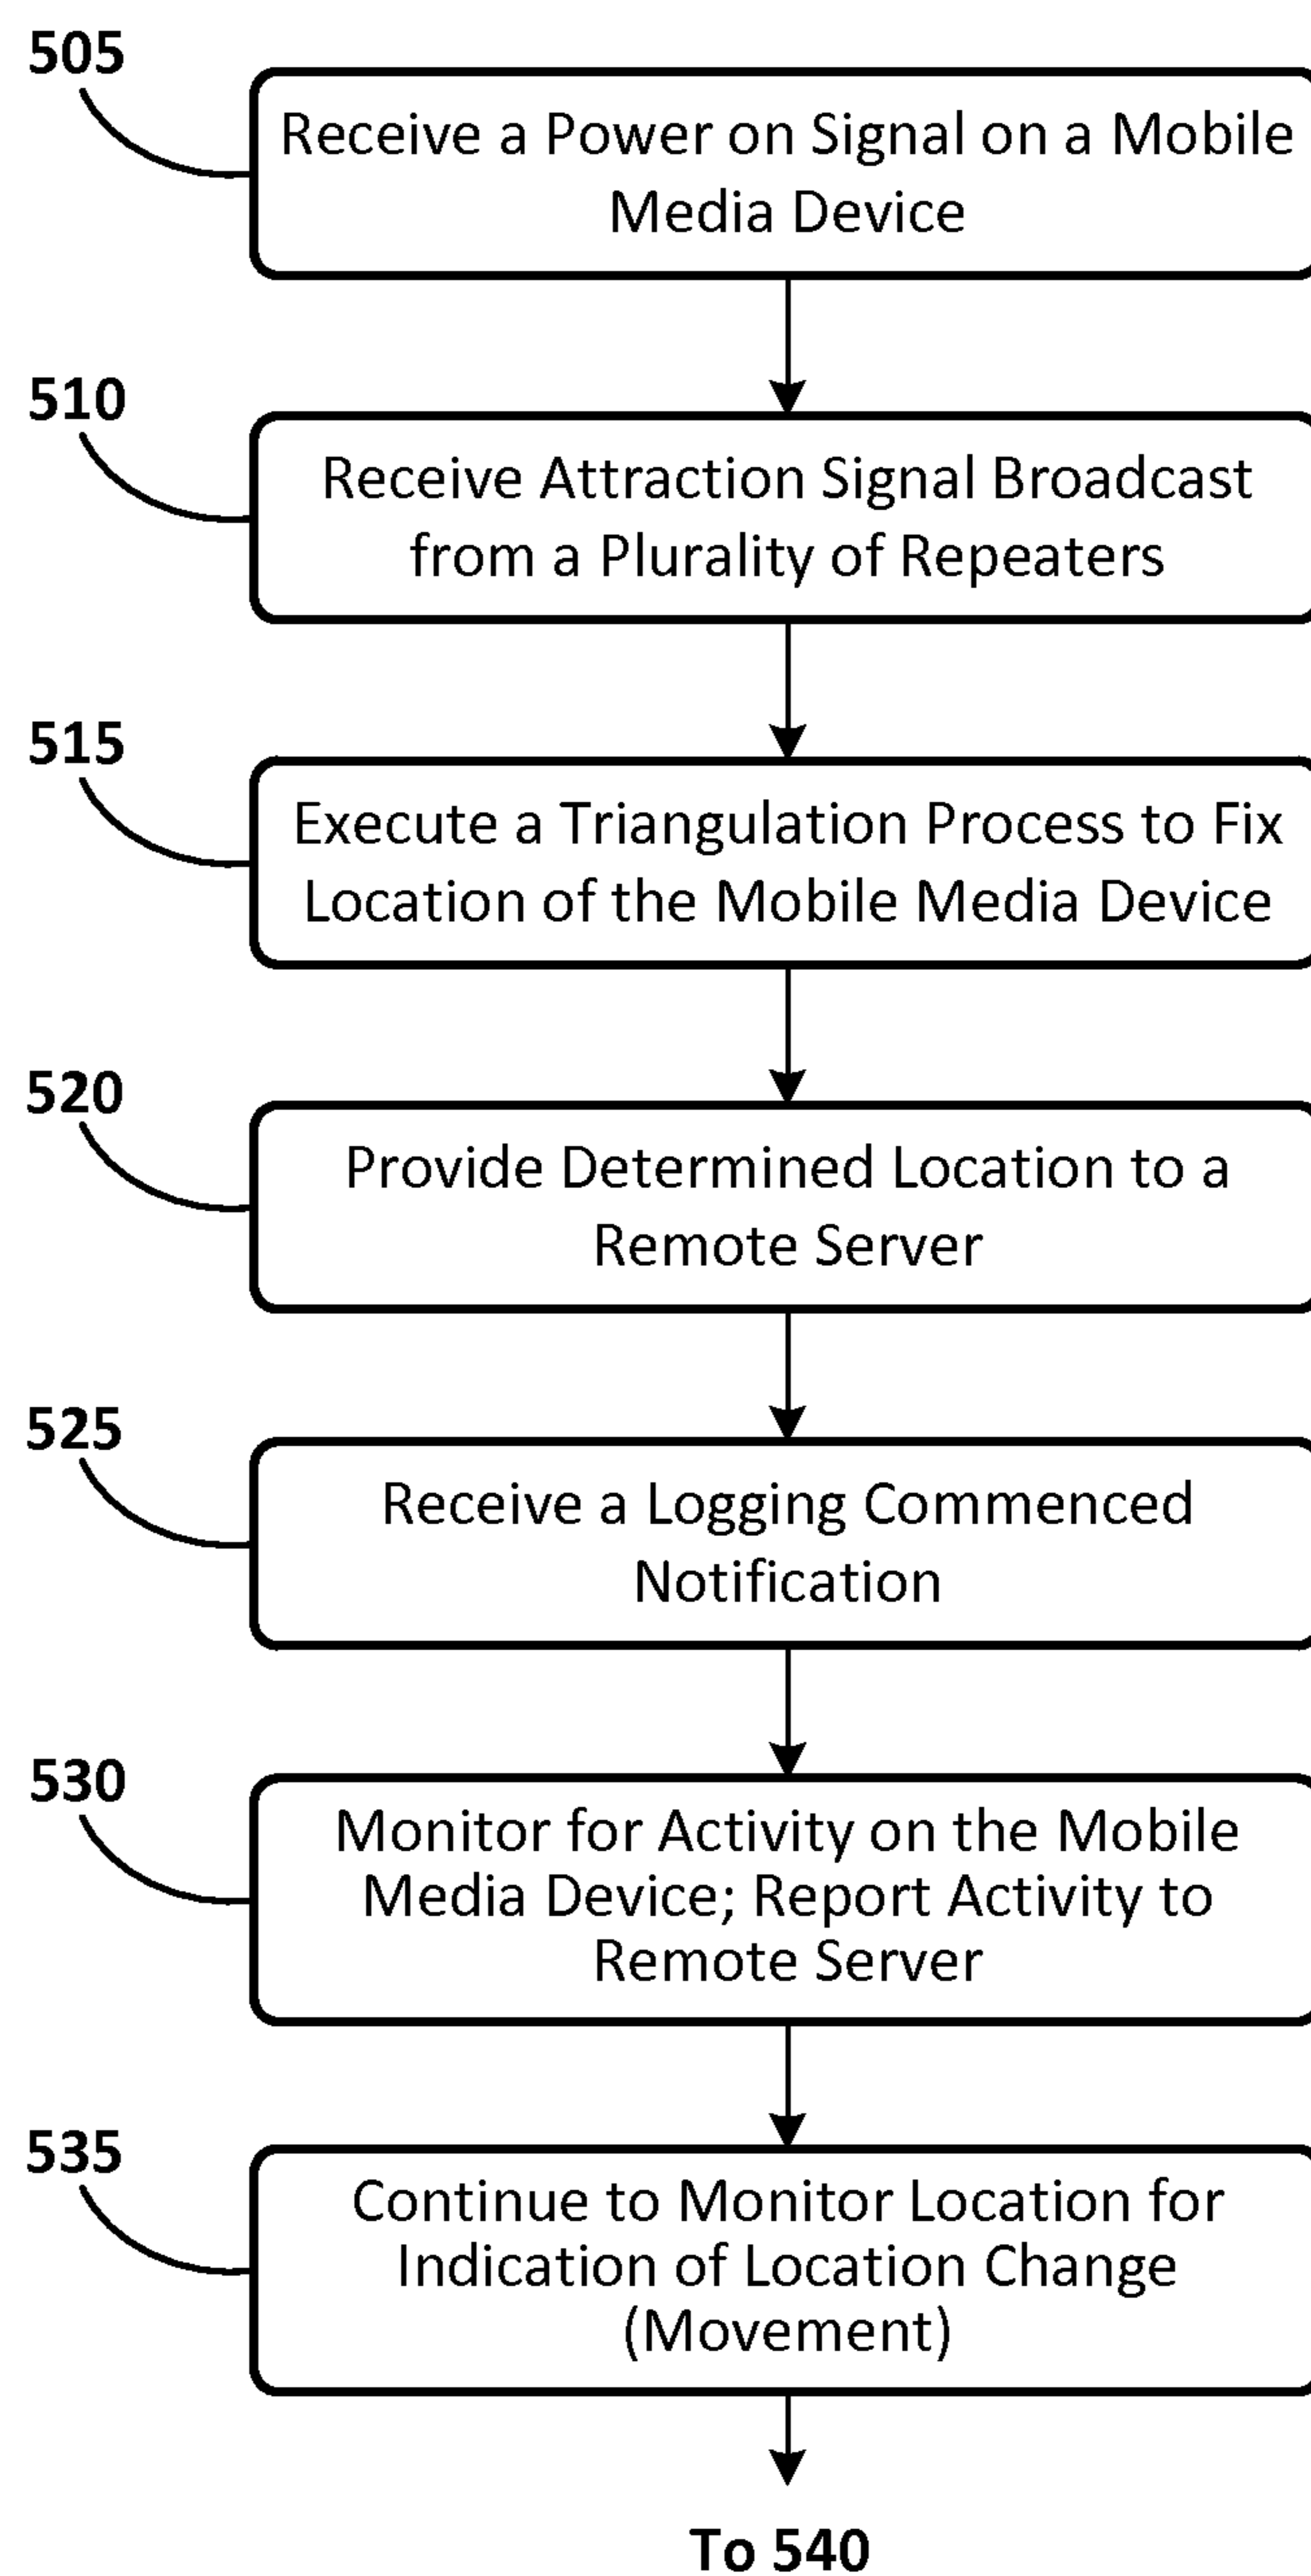 505
Receive a Power on Signal on a Mobile
Media Device
510
Receive Attraction Signal Broadcast
from a Plurality of Repeaters
515
Execute a Triangulation Process to Fix
Location of the Mobile Media Device
520
Provide Determined Location to a
Remote Server
525
Receive a Logging Commenced
Notification
530
Monitor for Activity on the Mobile
Media Device; Report Activity to
Remote Server
535
Continue to Monitor Location for
Indication of Location Change
(Movement)
To 540